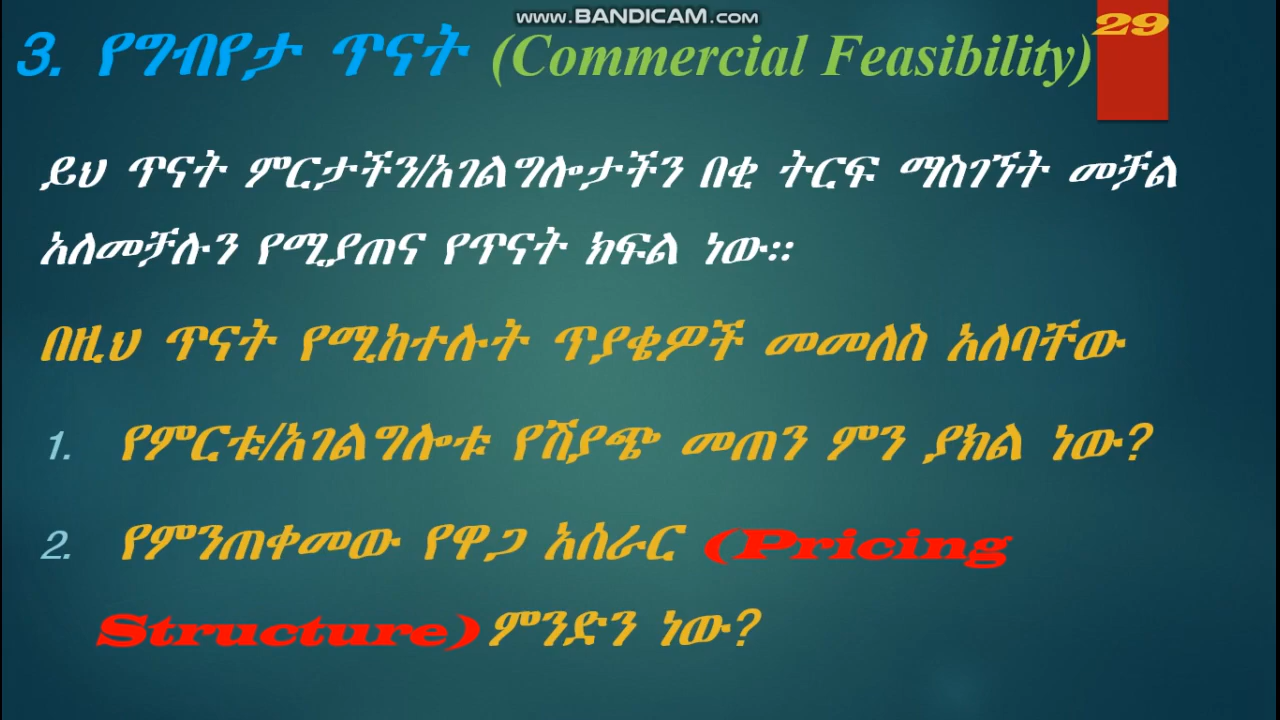 www.BANDICAM.com
29
3. የግብየታ ጥናት (Commercial Feasibility)
ይህ ጥናት ምርታችን/አገልግሎታችን በቂ ትርፍ ማስገኘት መቻል
አለመቻሉን የሚያጠና የጥናት ክፍል ነው።
በዚህ ጥናት የሚከተሉት ጥያቄዎች መመለስ አለባቸው
1. የምርቱ/አገልግሎቱ የሽያጭ መጠን ምን ያክል ነው?
2. የምንጠቀመው የዋጋ አሰራር (Pricing
Structure) ምንድን ነው?